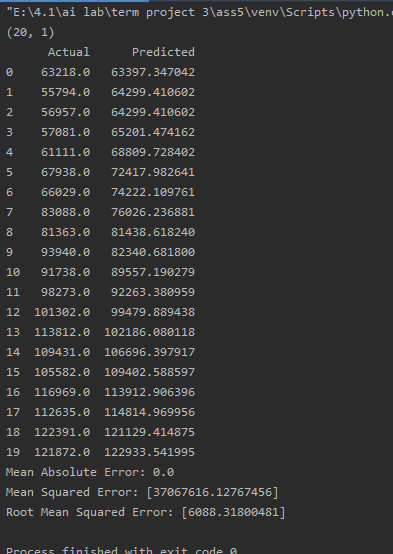 "E:\4.1\ai lab\term project 3\ass5\venv\Scripts\python.
(20, 1)
Actual Predicted
0 63218.0 63397.347042
1 55794.0 64299.410602
2 56957.0 64299.410602
3 57081.0 65201.474162
4 61111.0 68809.728402
5 67938.0 72417.982641
6 66029.0 74222.109761
7 83088.0 76026.236881
8 81363.0 81438.618240
9 93940.0 82340.681800
10 91738.0 89557.190279
11 98273.0 92263.380959
12 101302.0 99479.889438
13 113812.0 102186.080118
14 109431.0 106696.397917
15 105582.0 109402.588597
16 116969.0 113912.906396
17 112635.0 114814.969956
18 122391.0 121129.414875
19 121872.0 122933.541995
Mean Absolute Error: 0.0
Mean Squared Error: [37067616.12767456]
Root Mean Squared Error: [6088.31800481]
Process finished with exit code 0